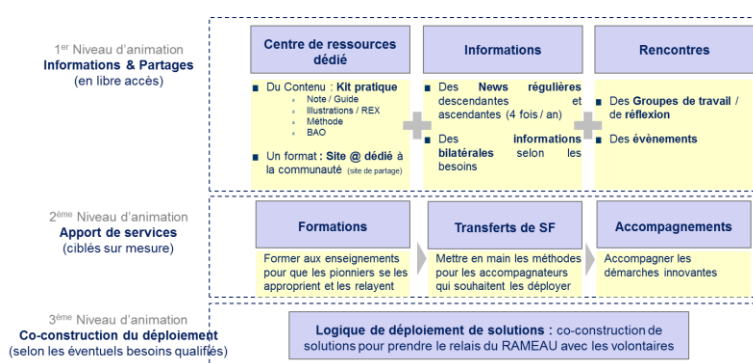 1er Niveau d'animation
Informations & Partages
(en libre accès)
Centre de ressources
dédié
■ Du Contenu : Kit pratique
Note / Guide
Illustrations / REX
Méthode
BAO
■ Un format : Site @ dédié à
la communauté (site de partage)
Informations
■ Des News régulières
descendantes et
ascendantes (4 fois / an)
■ Des informations
bilatérales selon les
besoins
Rencontres
■ Des Groupes de travail /
de réflexion
■ Des évènements
2ème Niveau d'animation
Apport de services
(ciblés sur mesure)
Formations
Former aux enseignements
pour que les pionniers se les
approprient et les relayent
Transferts de SF
Mettre en main les méthodes
pour les accompagnateurs
qui souhaitent les déployer
Accompagnements
Accompagner les
démarches innovantes
3ème Niveau d'animation
Co-construction du déploiement
(selon les éventuels besoins qualifiés)
Logique de déploiement de solutions : co-construction de
solutions pour prendre le relais du RAMEAU avec les volontaires